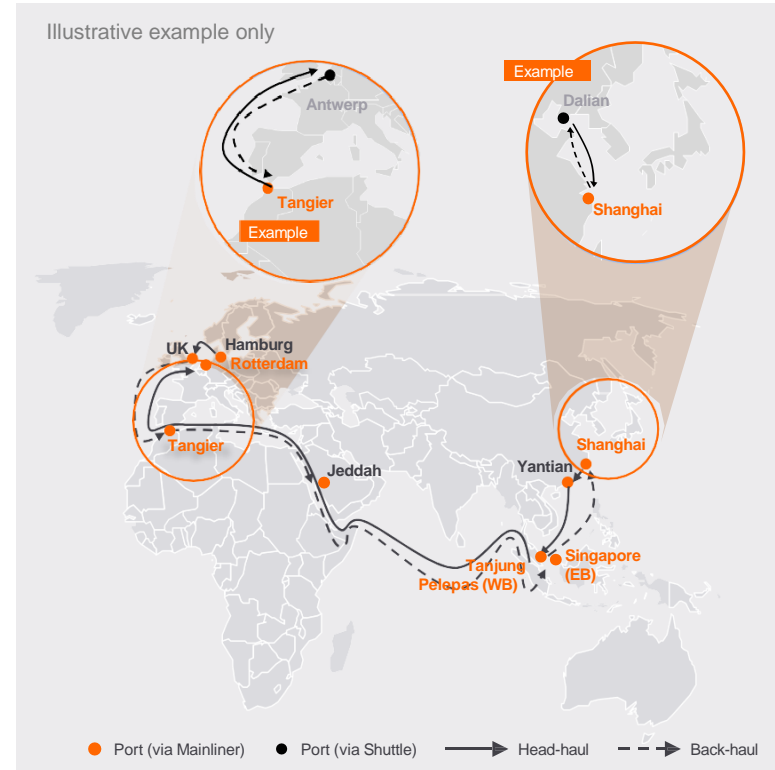 Illustrative example only
Example
Dalian
Antwerp
Tangier
Shanghai
Example
UK
Hamburg
Rotterdam
Tangier
Shanghai
Jeddah
Yantian
Tanjung
Pelepas (WB)
Singapore
(EB)
Port (via Mainliner)
Port (via Shuttle)
Head-haul
Back-haul